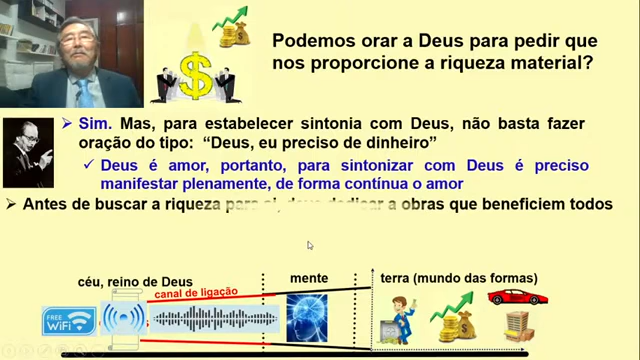 Podemos orar a Deus para pedir que
nos proporcione a riqueza material?
Sim. Mas, para estabelecer sintonia com Deus, não basta fazer
oração do tipo: “Deus, eu preciso de dinheiro”
Deus é amor, portanto, para sintonizar com Deus é preciso
manifestar plenamente, de forma contínua o amor
Antes de buscar a riqueza para si, deve dedicar a obras que beneficiem todos
céu, reino de Deus
mente
terra (mundo das formas)
canal de ligação
FREE
WiFi